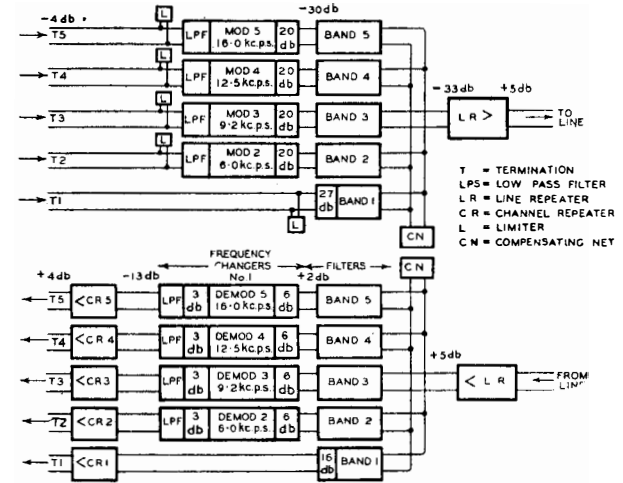 -4db
-30db
T5
L
LPF
MOD 5
16·0 kc.p.s.
20
db
BAND 5
T4
L
LPF
MOD 4
12·5 kc.p.s.
20
db
BAND 4
T3
L
LPF
MOD 3
9·2 kc.p.s.
20
db
BAND 3
-33db
+5db
LR >
TO
LINE
T2
L
LPF
MOD 2
6·0 kc.p.s.
20
db
BAND 2
T1
L
27
db
BAND 1
CN
T = TERMINATION
LPS = LOW PASS FILTER
LR = LINE REPEATER
CR = CHANNEL REPEATER
L = LIMITER
CN = COMPENSATING NET
CN
FREQUENCY
CHANGERS
No.1
FILTERS
+4db
-13db
+2db
T5
<CR5
LPF
3
db
DEMOD 5
16·0 kc.p.s.
6
db
BAND 5
T4
<CR4
LPF
3
db
DEMOD 4
12·5 kc.p.s.
6
db
BAND 4
T3
<CR3
LPF
3
db
DEMOD 3
9·2 kc.p.s.
6
db
BAND 3
+5db
< LR
FROM
LINE
T2
<CR2
LPF
3
db
DEMOD 2
6·0 kc.p.s.
6
db
BAND 2
T1
<CR1
16
db
BAND 1